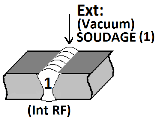 Ext:
(Vacuum)
SOUDAGE (1)
1
(Int RF)